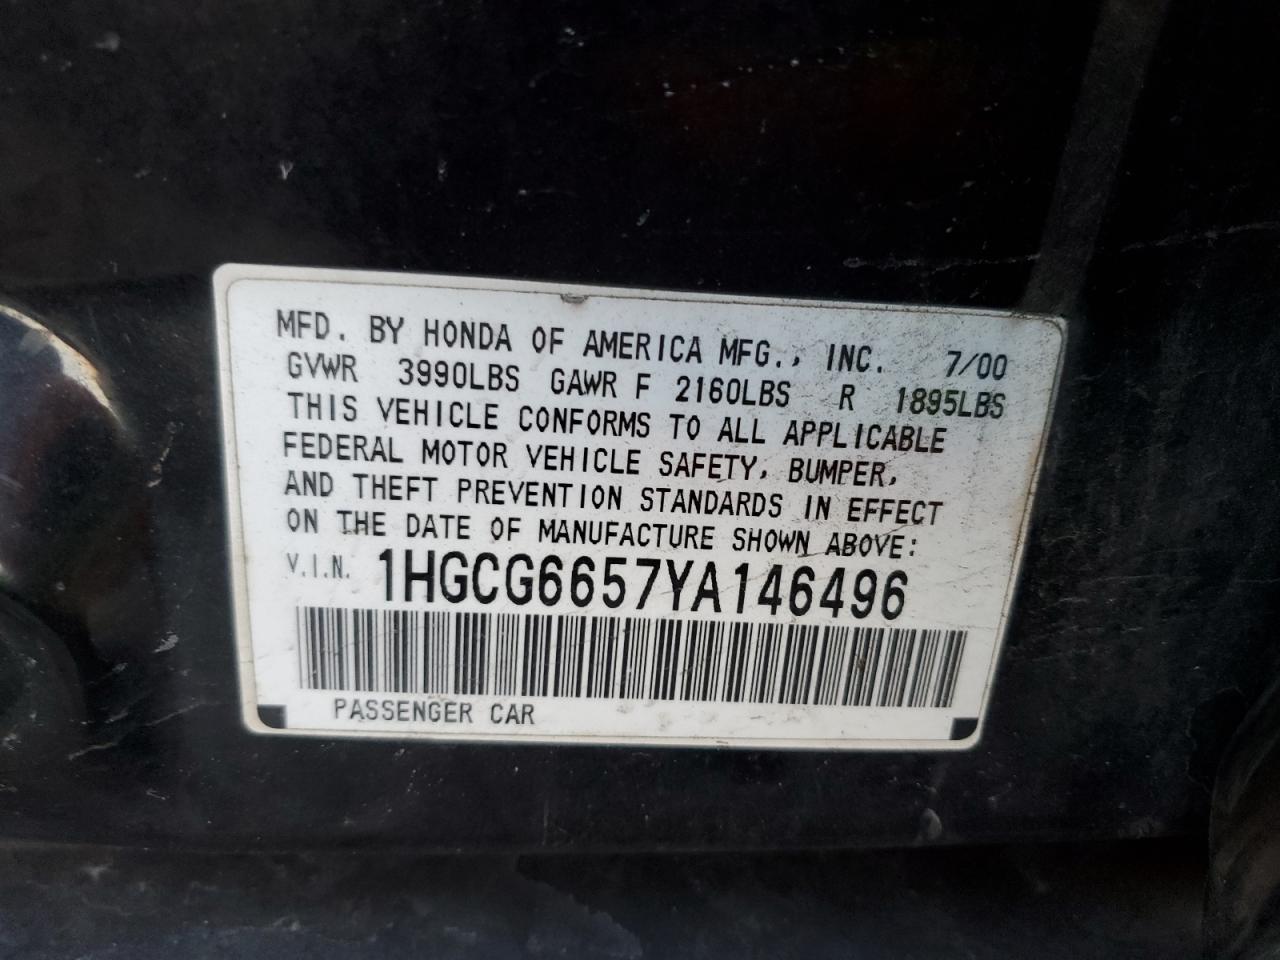 MFD. BY HONDA OF AMERICA MFG., INC. 7/00
GVWR 3990LBS GAWR F 2160LBS R 1895LBS
THIS VEHICLE CONFORMS TO ALL APPLICABLE
FEDERAL MOTOR VEHICLE SAFETY, BUMPER,
AND THEFT PREVENTION STANDARDS IN EFFECT
ON THE DATE OF MANUFACTURE SHOWN ABOVE:
V.I.N. 1HGCG6657YA146496
PASSENGER CAR